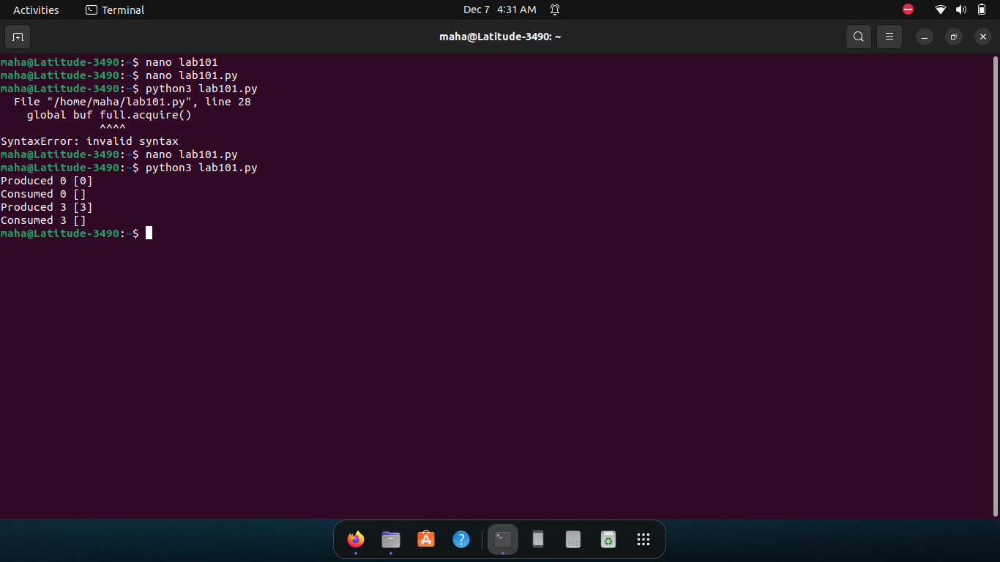 Activities
Terminal
Dec 7 4:31 AM
maha@Latitude-3490: ~
maha@Latitude-3490:~$ nano lab101
maha@Latitude-3490:~$ nano lab101.py
maha@Latitude-3490:~$ python3 lab101.py
  File "/home/maha/lab101.py", line 28
    global buf full.acquire()
               ^^^^
SyntaxError: invalid syntax
maha@Latitude-3490:~$ nano lab101.py
maha@Latitude-3490:~$ python3 lab101.py
Produced 0 [0]
Consumed 0 []
Produced 3 [3]
Consumed 3 []
maha@Latitude-3490:~$
SSD